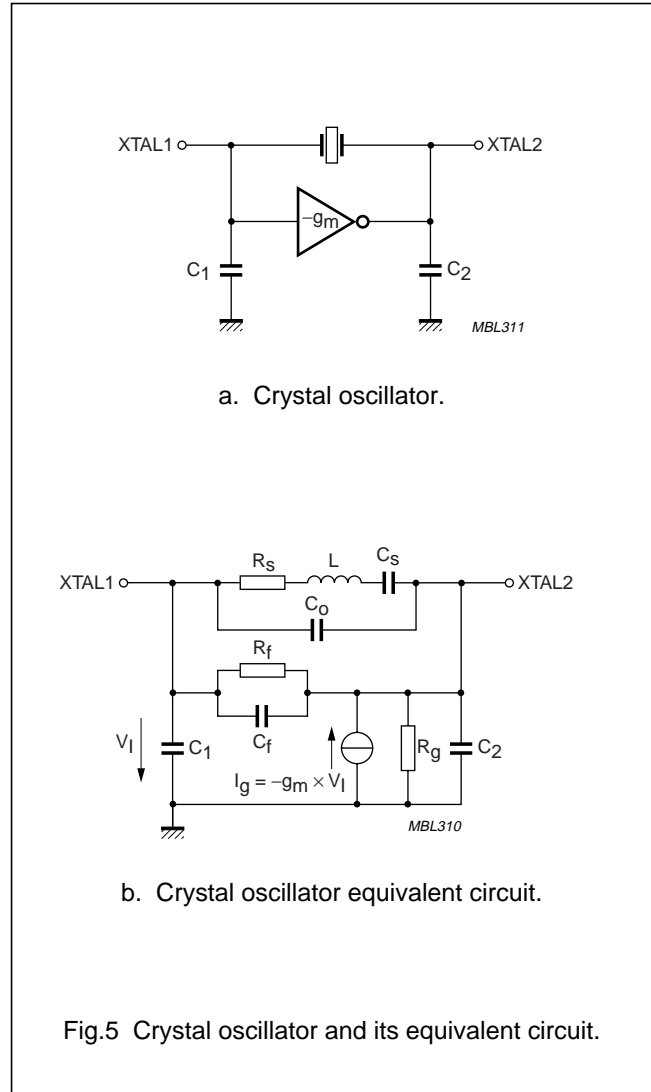 XTAL1 XTAL2
−gm
C1 C2
MBL311
a. Crystal oscillator.
Rs L Cs
XTAL1 XTAL2
Co
Rf
VI C1 Cf Rg C2
Ig = −gm × VI
MBL310
b. Crystal oscillator equivalent circuit.
Fig.5 Crystal oscillator and its equivalent circuit.